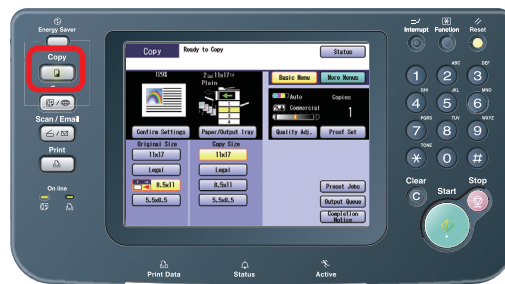 Energy Saver
Copy
Scan / Email
Print
On line
Copy
Ready to Copy
Status
Plain
Basic Menu
More Menus
Auto
Copies
Commercial
1
Confirm Settings
Paper/Output Tray
Quality Adj.
Proof Set
Original Size
Copy Size
11x17
11x17
Legal
Legal
8.5x11
8.5x11
5.5x8.5
5.5x8.5
Preset Jobs
Output Queue
Completion
Notice
Interrupt
Function
Reset
ABC
DEF
1
2
3
GHI
JKL
MNO
4
5
6
PQRS
TUV
WXYZ
7
8
9
TONE
OPER
0
#
Clear
C
Start
Stop
Print Data
Status
Active